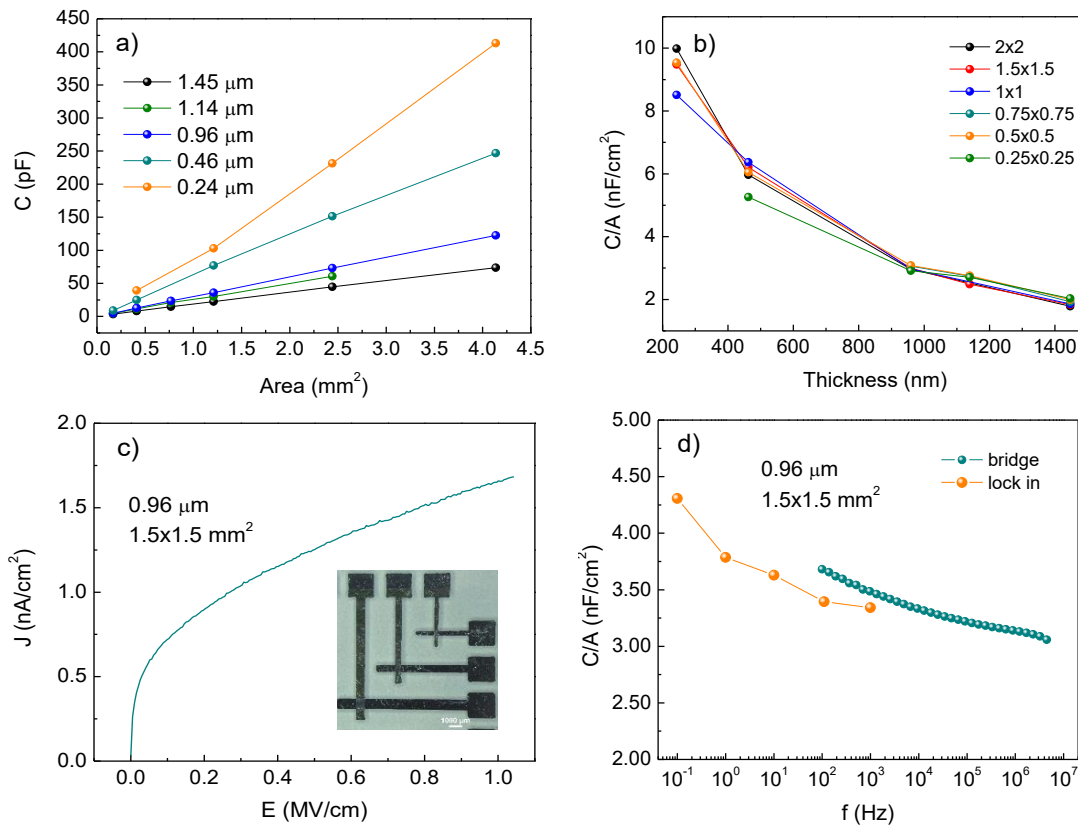 a)
450
400
350
300
250
200
150
100
50
0
C (pF)
1.45 μm
1.14 μm
0.96 μm
0.46 μm
0.24 μm
0.0 0.5 1.0 1.5 2.0 2.5 3.0 3.5 4.0 4.5
Area (mm²)
b)
10
8
6
4
2
C/A (nF/cm²)
2x2
1.5x1.5
1x1
0.75x0.75
0.5x0.5
0.25x0.25
200 400 600 800 1000 1200 1400
Thickness (nm)
c)
2.0
1.5
1.0
0.5
0.0
J (nA/cm²)
0.96 μm
1.5x1.5 mm²
1000 μm
0.0 0.2 0.4 0.6 0.8 1.0
E (MV/cm)
d)
5.00
4.50
4.00
3.50
3.00
2.50
2.00
C/A (nF/cm²)
0.96 μm
1.5x1.5 mm²
bridge
lock in
10⁻¹ 10⁰ 10¹ 10² 10³ 10⁴ 10⁵ 10⁶ 10⁷
f (Hz)